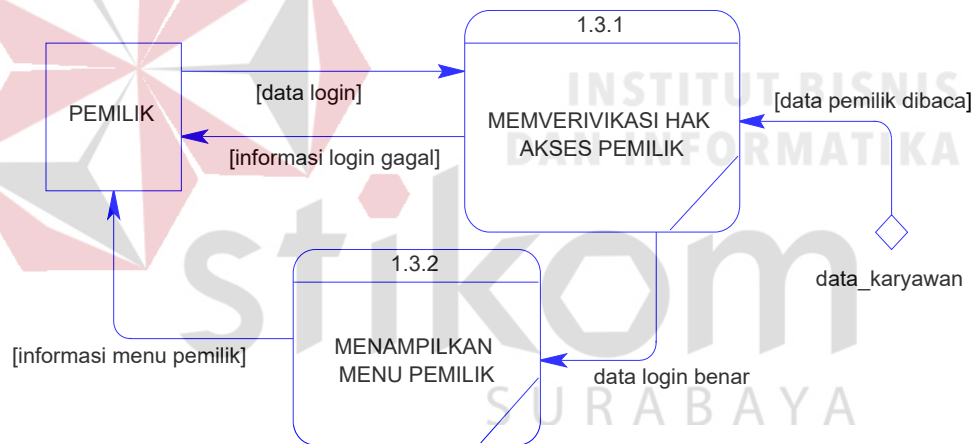 1.3.1
PEMILIK
[data login]
[informasi login gagal]
MEMVERIVIKASI HAK
AKSES PEMILIK
[data pemilik dibaca]
data_karyawan
1.3.2
MENAMPILKAN
MENU PEMILIK
[informasi menu pemilik]
data login benar
INSTITUT BISNIS
DAN INFORMATIKA
stikom
SURABAYA